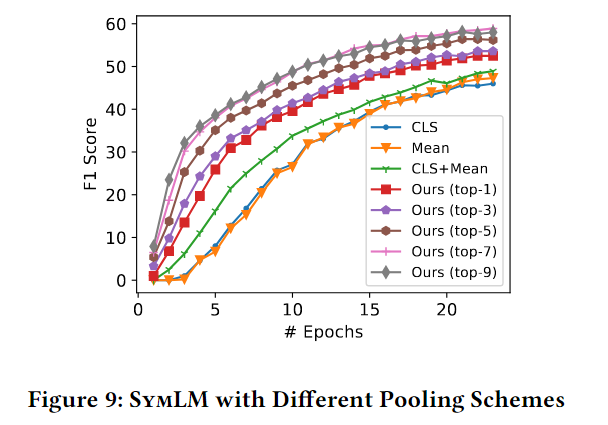 60
50
40
30
20
10
0
F1 Score
CLS
Mean
CLS+Mean
Ours (top-1)
Ours (top-3)
Ours (top-5)
Ours (top-7)
Ours (top-9)
0 5 10 15 20
# Epochs
Figure 9: SYMLM with Different Pooling Schemes